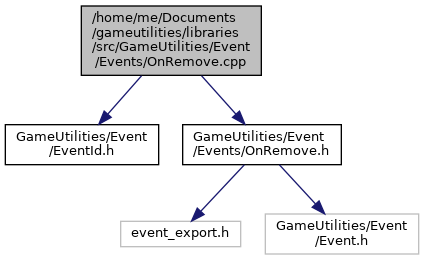 /home/me/Documents
/gameutilities/libraries
/src/GameUtilities/Event
/Events/OnRemove.cpp
GameUtilities/Event
/EventId.h
GameUtilities/Event
/Events/OnRemove.h
event_export.h
GameUtilities/Event
/Event.h